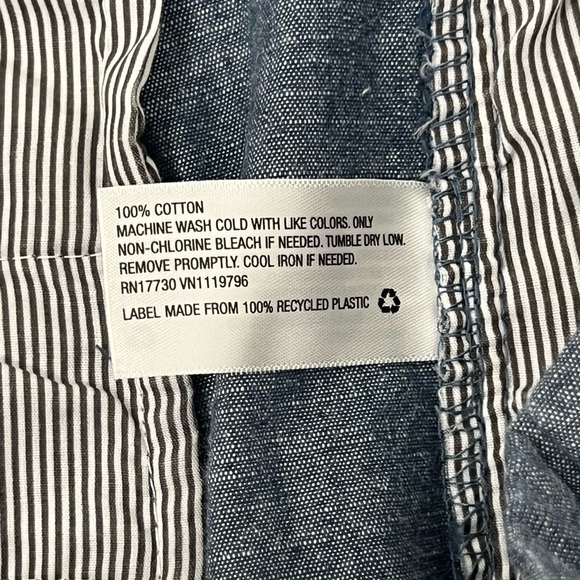 100% COTTON
MACHINE WASH COLD WITH LIKE COLORS. ONLY
NON-CHLORINE BLEACH IF NEEDED. TUMBLE DRY LOW.
REMOVE PROMPTLY. COOL IRON IF NEEDED.
RN17730 VN1119796
LABEL MADE FROM 100% RECYCLED PLASTIC